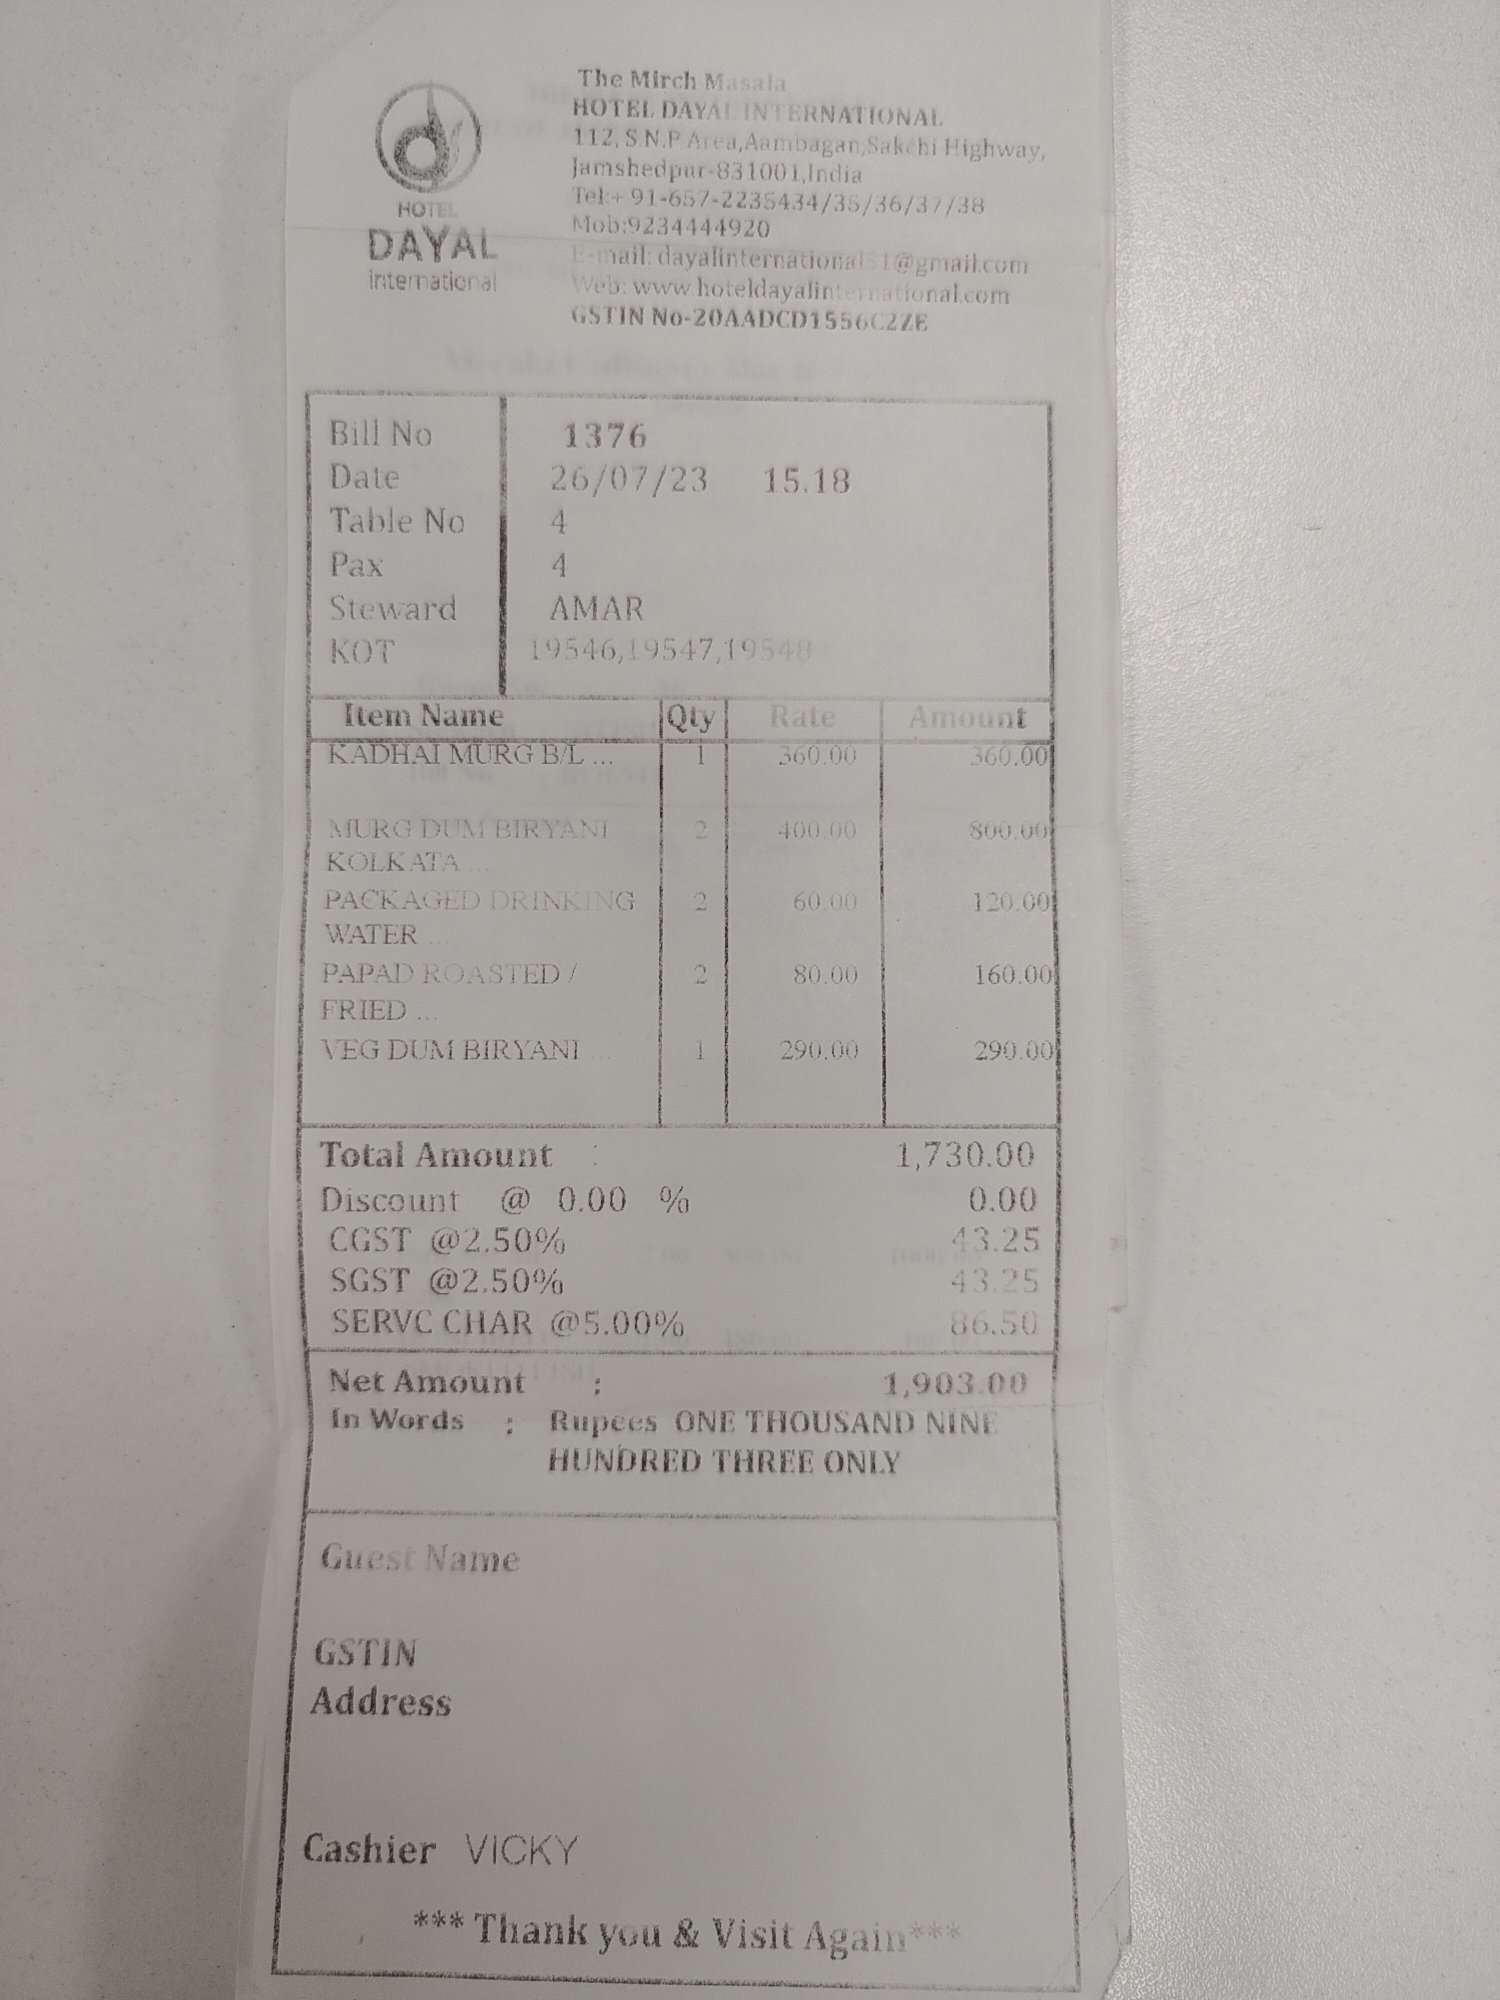 The Mirch Masala
HOTEL DAYAL INTERNATIONAL
112, S.N.P Area,Aambagan,Sakchi Highway,
Jamshedpur-831001,India
Tel:+ 91-657-2235434/35/36/37/38
Mob:9234444920
E-mail: dayalinternational51@gmail.com
Web: www.hoteldayalinternational.com
GSTIN No-20AADCD1556C2ZE
HOTEL
DAYAL
international
Bill No 1376
Date 26/07/23 15.18
Table No 4
Pax 4
Steward AMAR
KOT 19546,19547,19548
Item Name Qty Rate Amount
KADHAI MURG B/L ... 1 360.00 360.00
MURG DUM BIRYANI 2 400.00 800.00
KOLKATA ...
PACKAGED DRINKING 2 60.00 120.00
WATER ...
PAPAD ROASTED / 2 80.00 160.00
FRIED ...
VEG DUM BIRYANI ... 1 290.00 290.00
Total Amount : 1,730.00
Discount @ 0.00 % 0.00
CGST @2.50% 43.25
SGST @2.50% 43.25
SERVC CHAR @5.00% 86.50
Net Amount : 1,903.00
In Words : Rupees ONE THOUSAND NINE
HUNDRED THREE ONLY
Guest Name
GSTIN
Address
Cashier VICKY
*** Thank you & Visit Again***